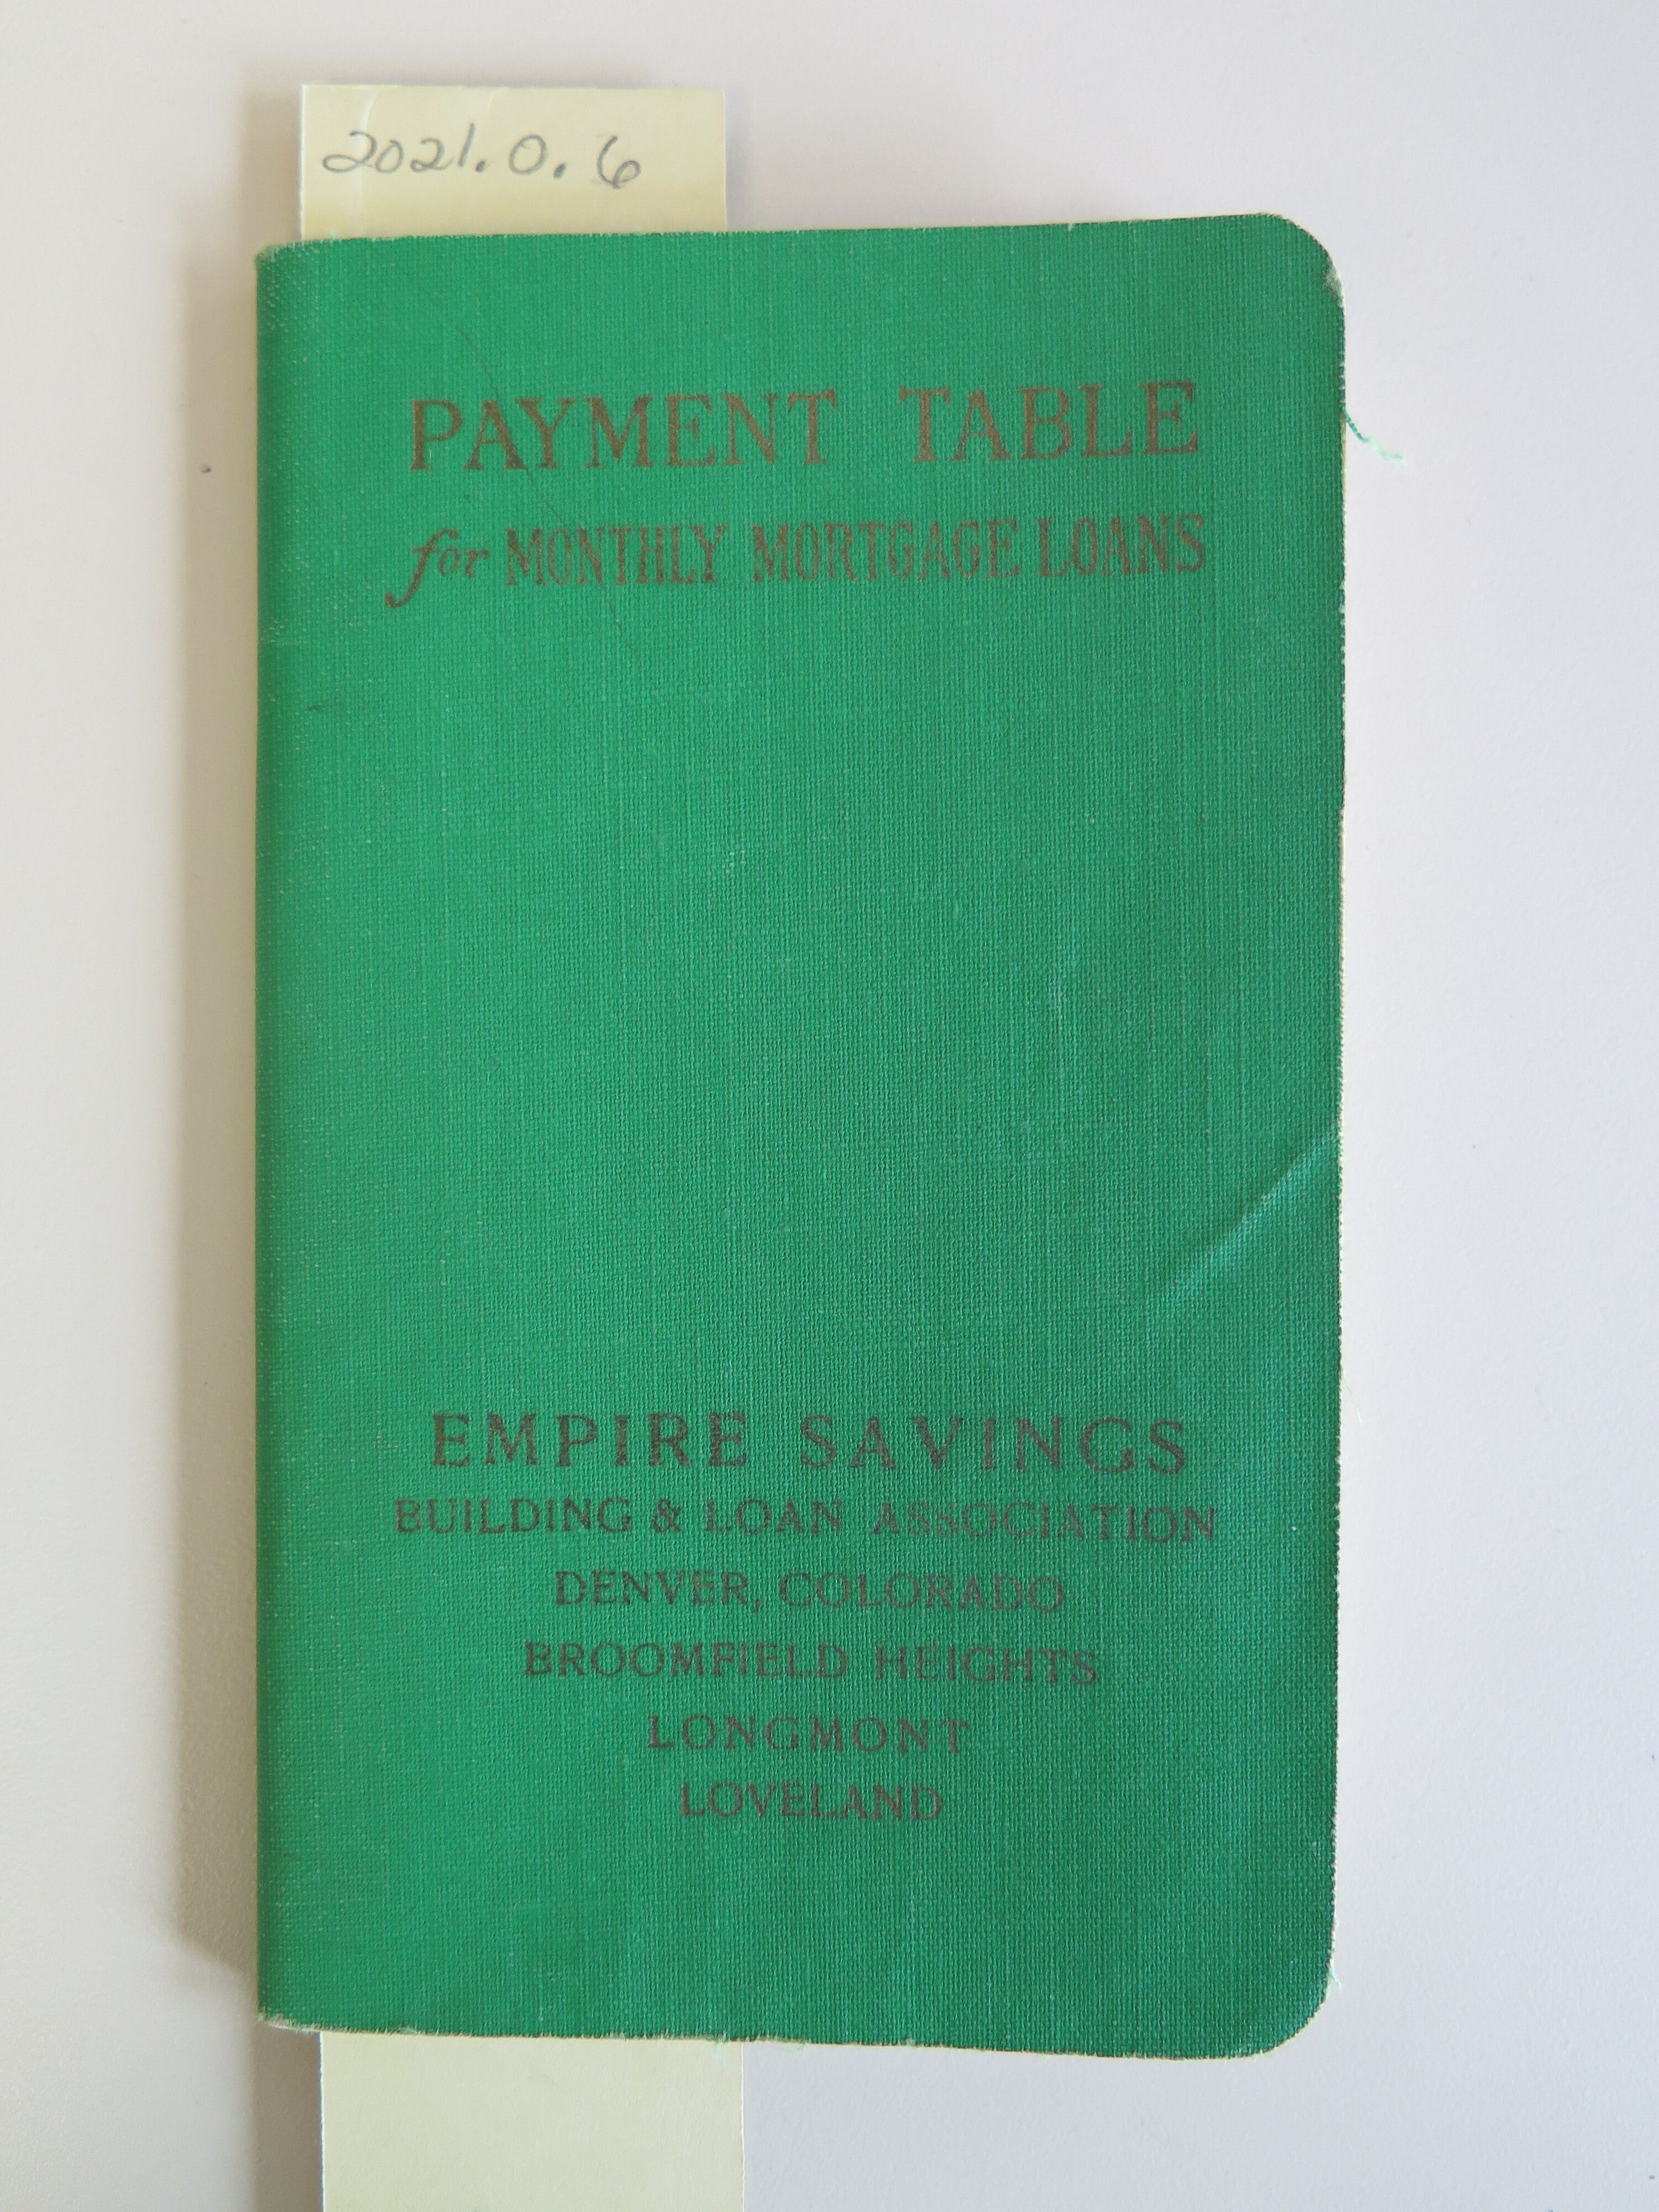 2021.0.6
PAYMENT TABLE
for MONTHLY MORTGAGE LOANS
EMPIRE SAVINGS
BUILDING & LOAN ASSOCIATION
DENVER, COLORADO
BROOMFIELD HEIGHTS
LONGMONT
LOVELAND